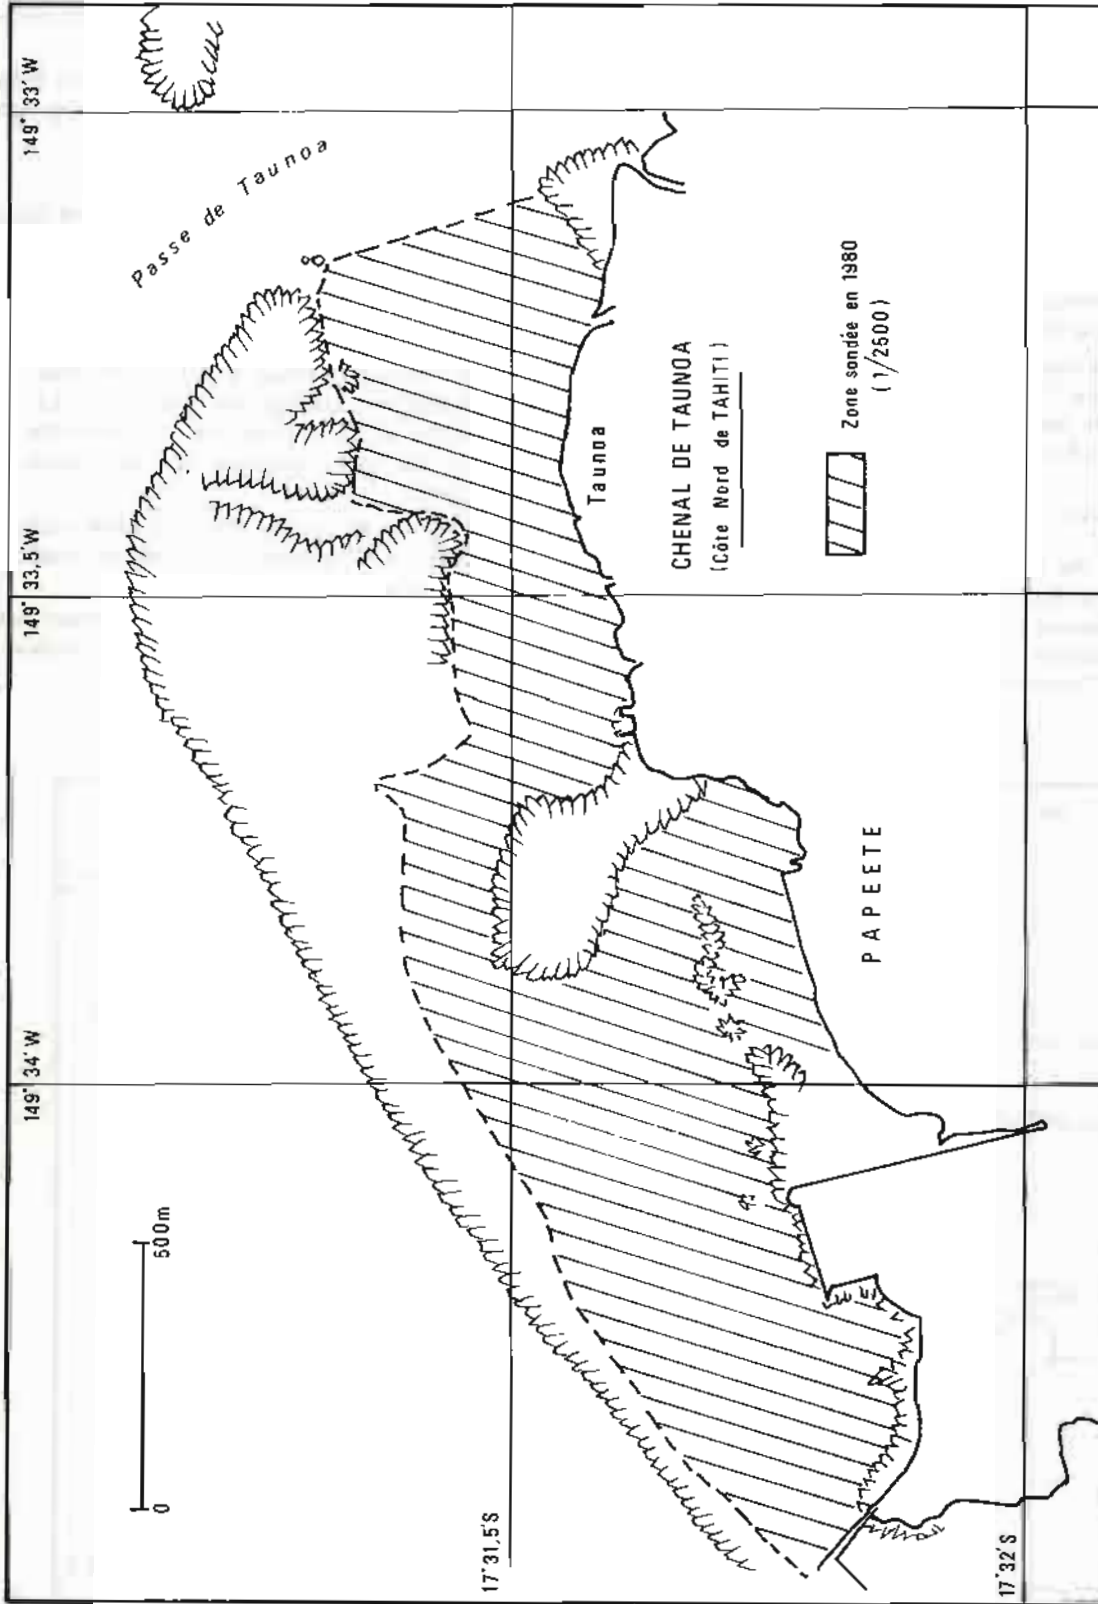 149° 34' W
149° 33,5' W
149° 33' W
Passe de Taunoa
0
500m
17°31,5'S
Taunoa
CHENAL DE TAUNOA
(Côte Nord de TAHITI)
Zone sondée en 1980
(1/2500)
PAPEETE
17°32'S